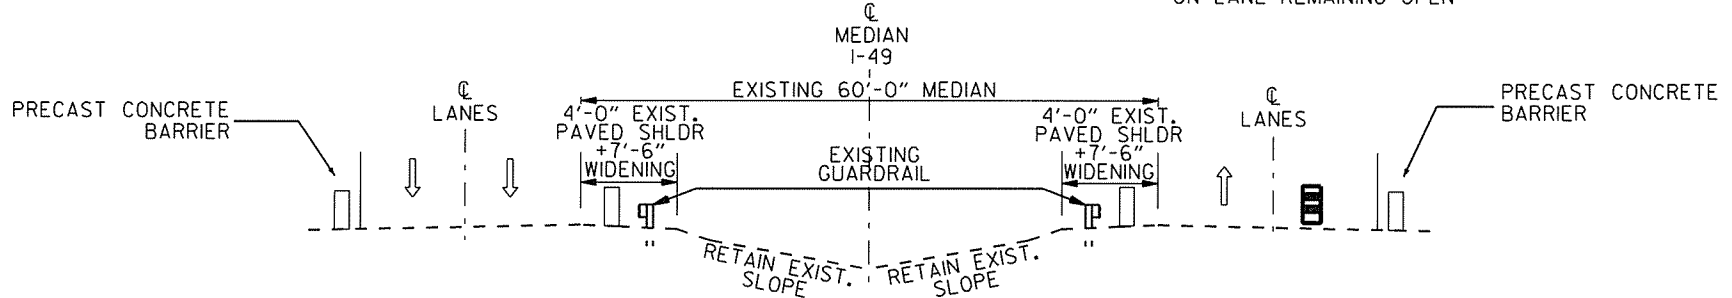 ON LANE REMAINING OPEN
℄
MEDIAN
I-49
EXISTING 60'-0" MEDIAN
PRECAST CONCRETE
BARRIER
℄
LANES
4'-0" EXIST.
PAVED SHLDR
+7'-6"
WIDENING
EXISTING
GUARDRAIL
4'-0" EXIST.
PAVED SHLDR
+7'-6"
WIDENING
℄
LANES
PRECAST CONCRETE
BARRIER
RETAIN EXIST.
SLOPE
RETAIN EXIST.
SLOPE